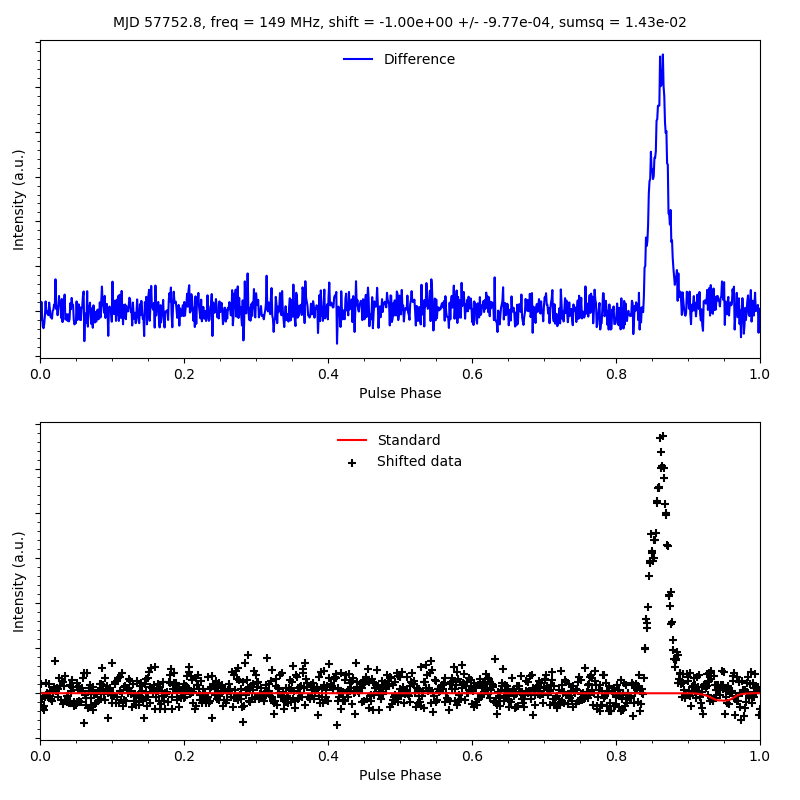 MJD 57752.8, freq = 149 MHz, shift = -1.00e+00 +/- -9.77e-04, sumsq = 1.43e-02
Difference
Intensity (a.u.)
0.0 0.2 0.4 0.6 0.8 1.0
Pulse Phase
Standard
Shifted data
Intensity (a.u.)
0.0 0.2 0.4 0.6 0.8 1.0
Pulse Phase